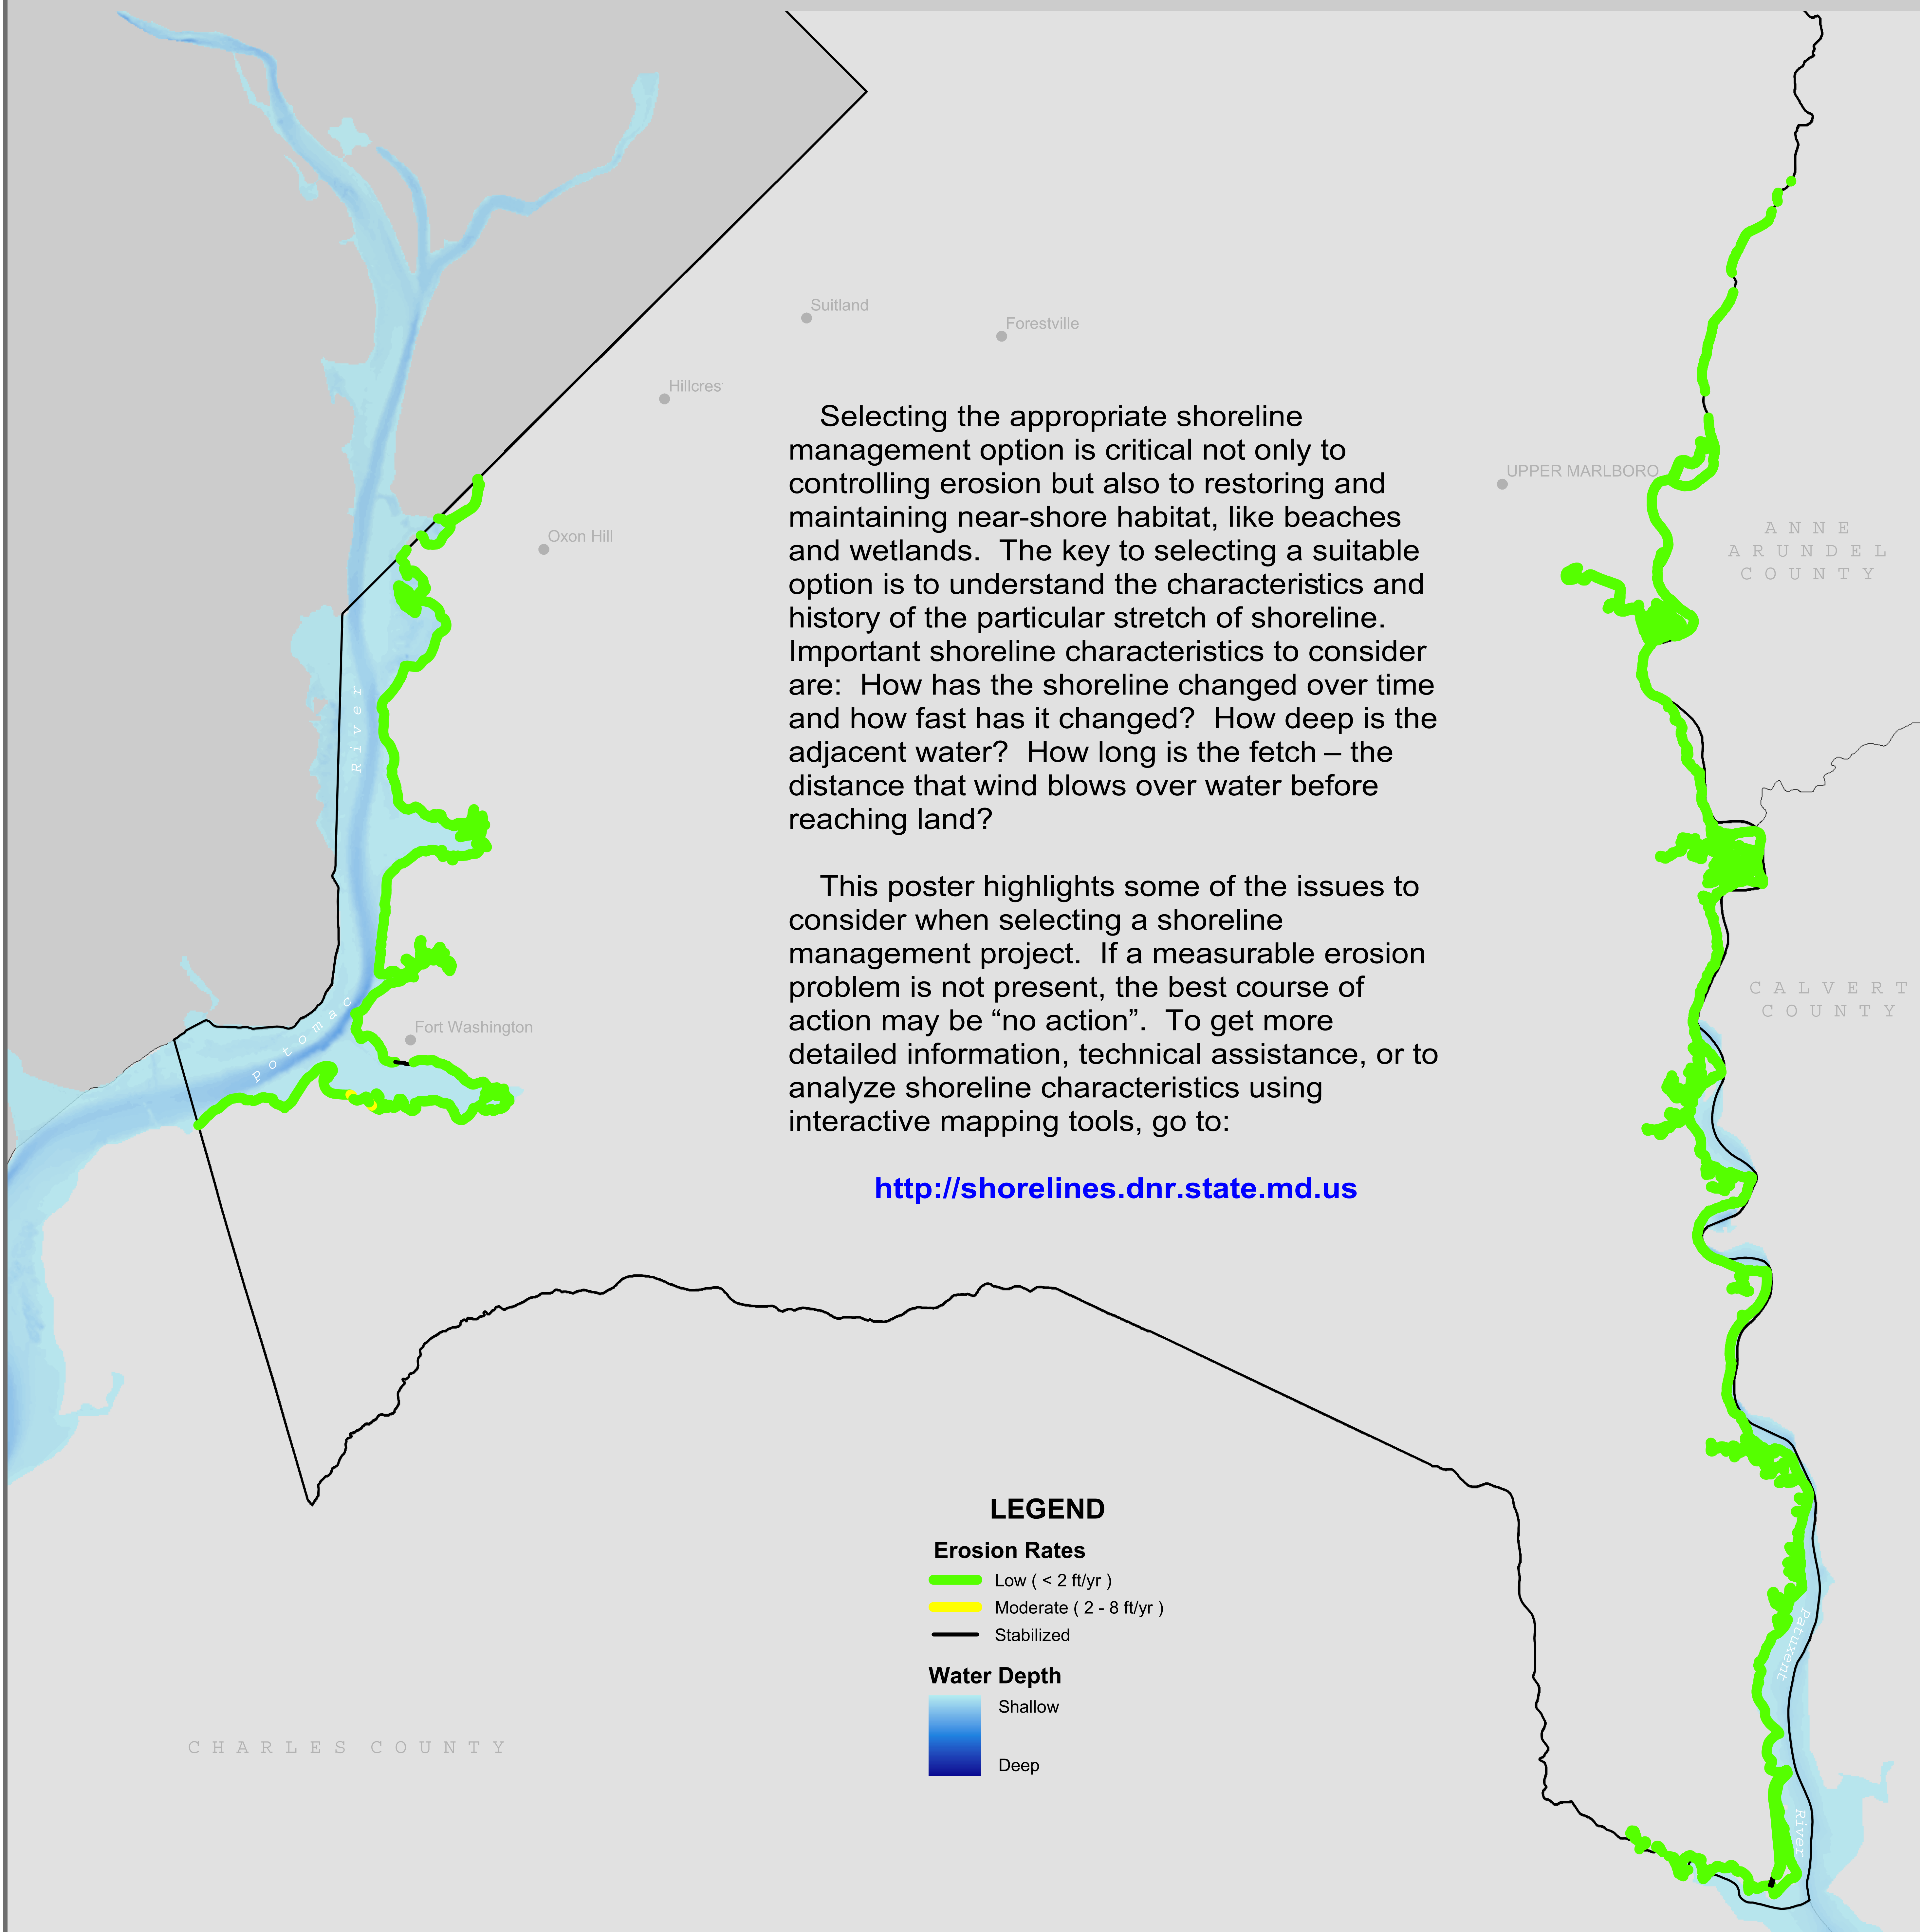 Suitland
Forestville
Hillcres
Oxon Hill
UPPER MARLBORO
ANNE
ARUNDEL
COUNTY
Selecting the appropriate shoreline
management option is critical not only to
controlling erosion but also to restoring and
maintaining near-shore habitat, like beaches
and wetlands.  The key to selecting a suitable
option is to understand the characteristics and
history of the particular stretch of shoreline.
Important shoreline characteristics to consider
are:  How has the shoreline changed over time
and how fast has it changed?  How deep is the
adjacent water?  How long is the fetch – the
distance that wind blows over water before
reaching land?
This poster highlights some of the issues to
consider when selecting a shoreline
management project.  If a measurable erosion
problem is not present, the best course of
action may be “no action”.  To get more
detailed information, technical assistance, or to
analyze shoreline characteristics using
interactive mapping tools, go to:
http://shorelines.dnr.state.md.us
Potomac
River
Fort Washington
CALVERT
COUNTY
LEGEND
Erosion Rates
Low ( < 2 ft/yr )
Moderate ( 2 - 8 ft/yr )
Stabilized
Water Depth
Shallow
Deep
CHARLES COUNTY
Patuxent
River